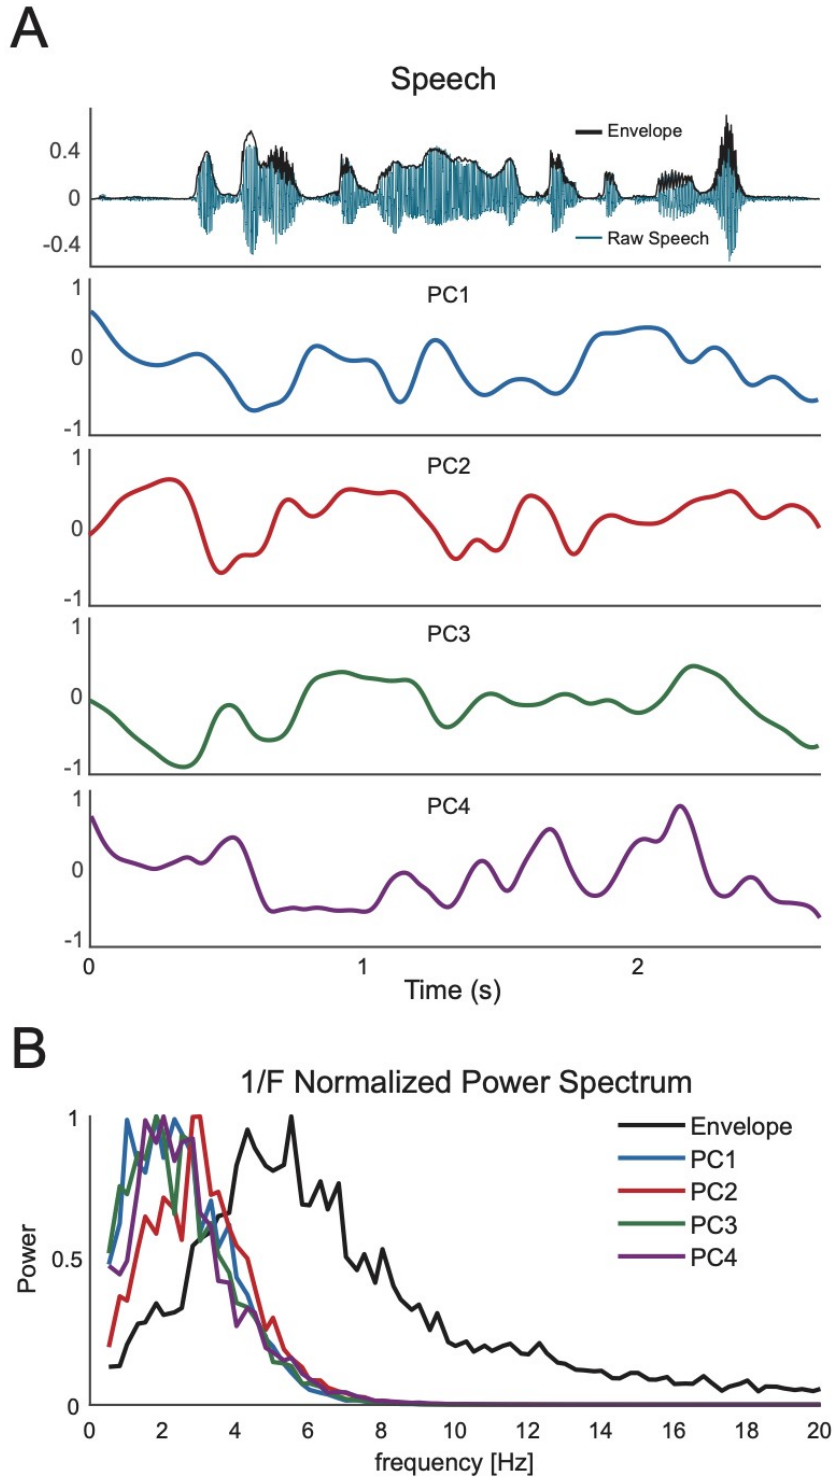 A
Speech
0.4
0
-0.4
Envelope
Raw Speech
PC1
1
0
-1
PC2
1
0
-1
PC3
1
0
-1
PC4
1
0
-1
0 1 2
Time (s)
B
1/F Normalized Power Spectrum
Envelope
PC1
PC2
PC3
PC4
Power
1
0.5
0
0 2 4 6 8 10 12 14 16 18 20
frequency [Hz]